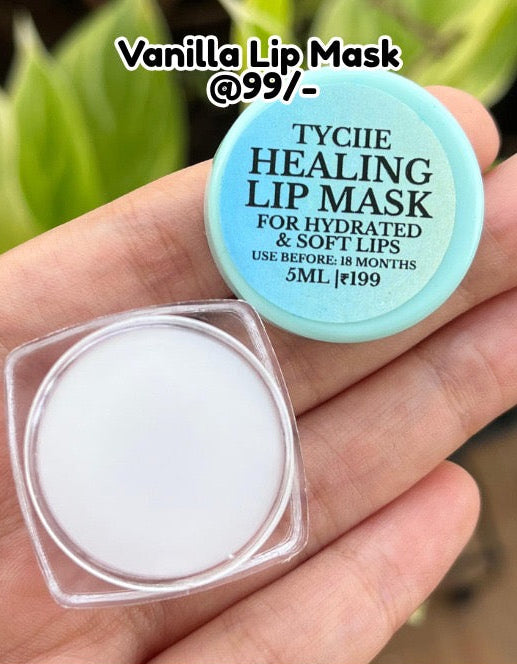 Vanilla Lip Mask
@99/-
TYCIIE
HEALING
LIP MASK
FOR HYDRATED
& SOFT LIPS
USE BEFORE: 18 MONTHS
5ML |₹199